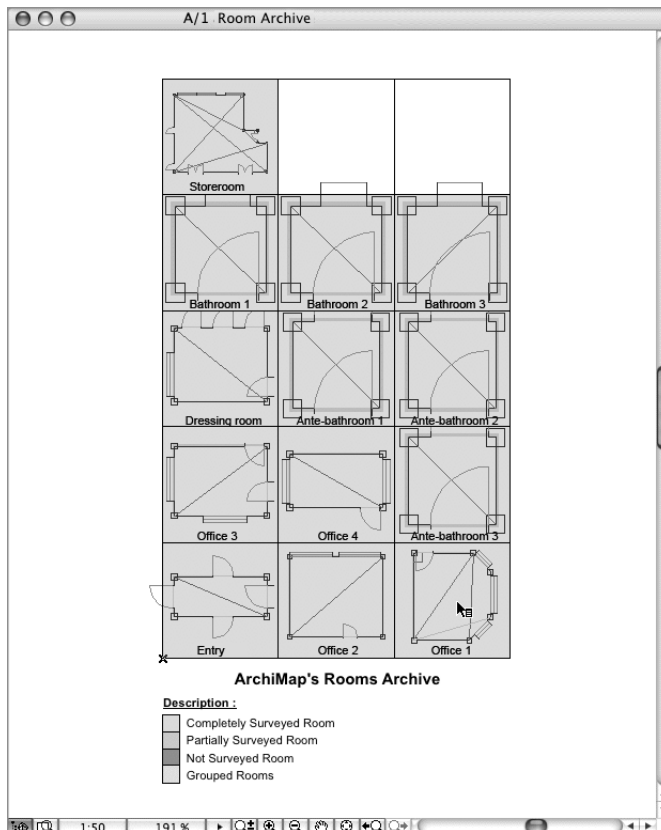 A/1 Room Archive
Storeroom
Bathroom 1 Bathroom 2 Bathroom 3
Dressing room Ante-bathroom 1 Ante-bathroom 2
Office 3 Office 4 Ante-bathroom 3
Entry Office 2 Office 1
ArchiMap's Rooms Archive
Description :
Completely Surveyed Room
Partially Surveyed Room
Not Surveyed Room
Grouped Rooms
1:50 191 %